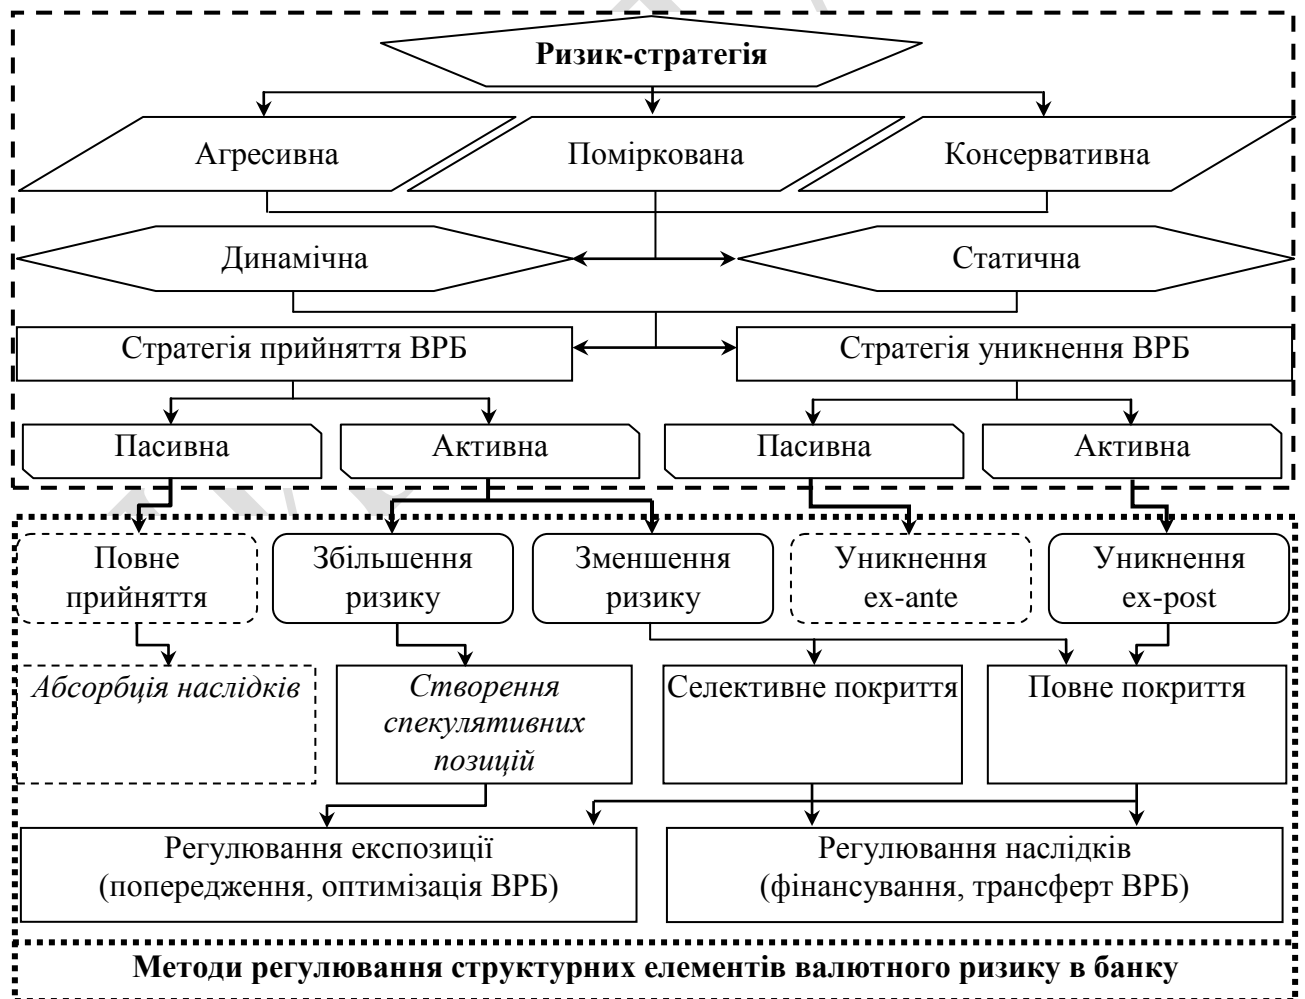 Ризик-стратегія
Агресивна
Поміркована
Консервативна
Динамічна
Статична
Стратегія прийняття ВРБ
Стратегія уникнення ВРБ
Пасивна
Активна
Пасивна
Активна
Повне
прийняття
Збільшення
ризику
Зменшення
ризику
Уникнення
ex-ante
Уникнення
ex-post
Абсорбція наслідків
Створення
спекулятивних
позицій
Селективне покриття
Повне покриття
Регулювання експозиції
(попередження, оптимізація ВРБ)
Регулювання наслідків
(фінансування, трансферт ВРБ)
Методи регулювання структурних елементів валютного ризику в банку